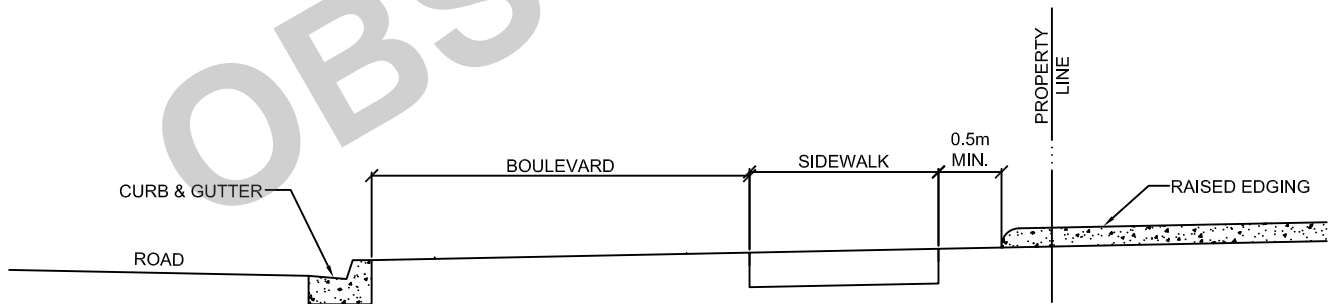 OBS
PROPERTY
LINE
0.5m
MIN.
BOULEVARD
SIDEWALK
CURB & GUTTER
RAISED EDGING
ROAD